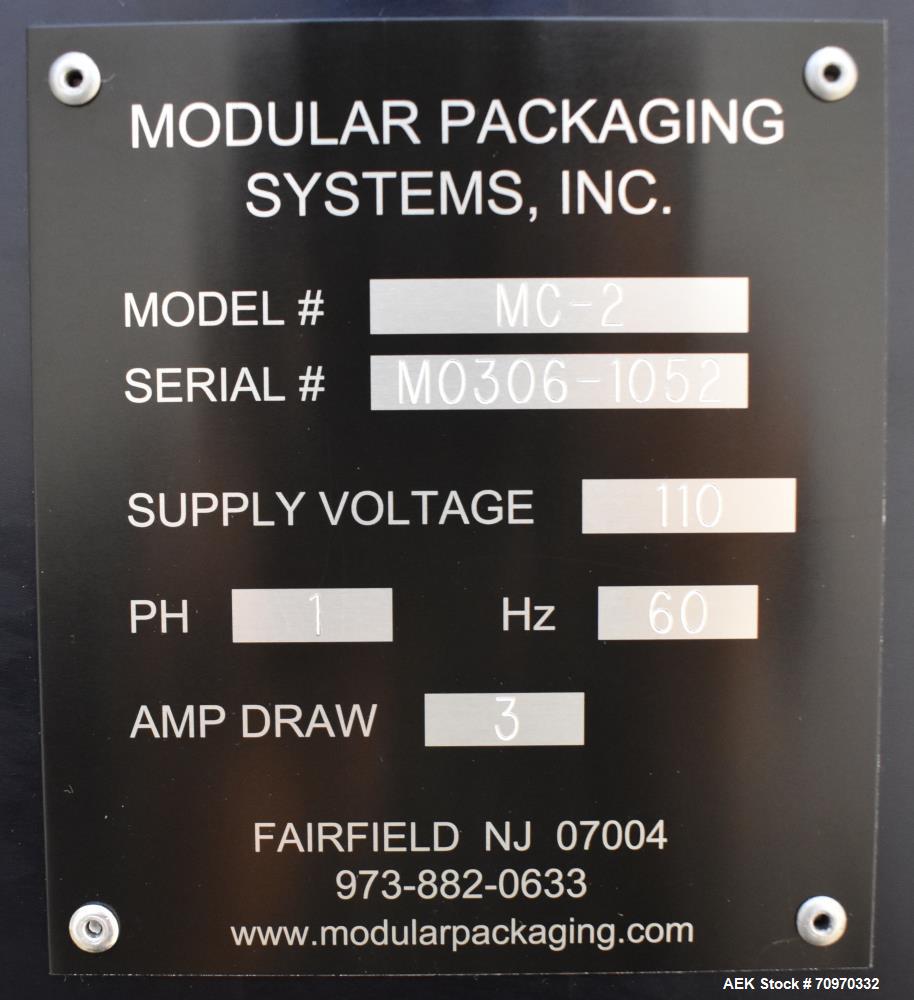 MODULAR PACKAGING
SYSTEMS, INC.
MODEL # MC-2
SERIAL # M0306-1052
SUPPLY VOLTAGE 110
PH 1 Hz 60
AMP DRAW 3
FAIRFIELD NJ 07004
973-882-0633
www.modularpackaging.com
AEK Stock # 70970332